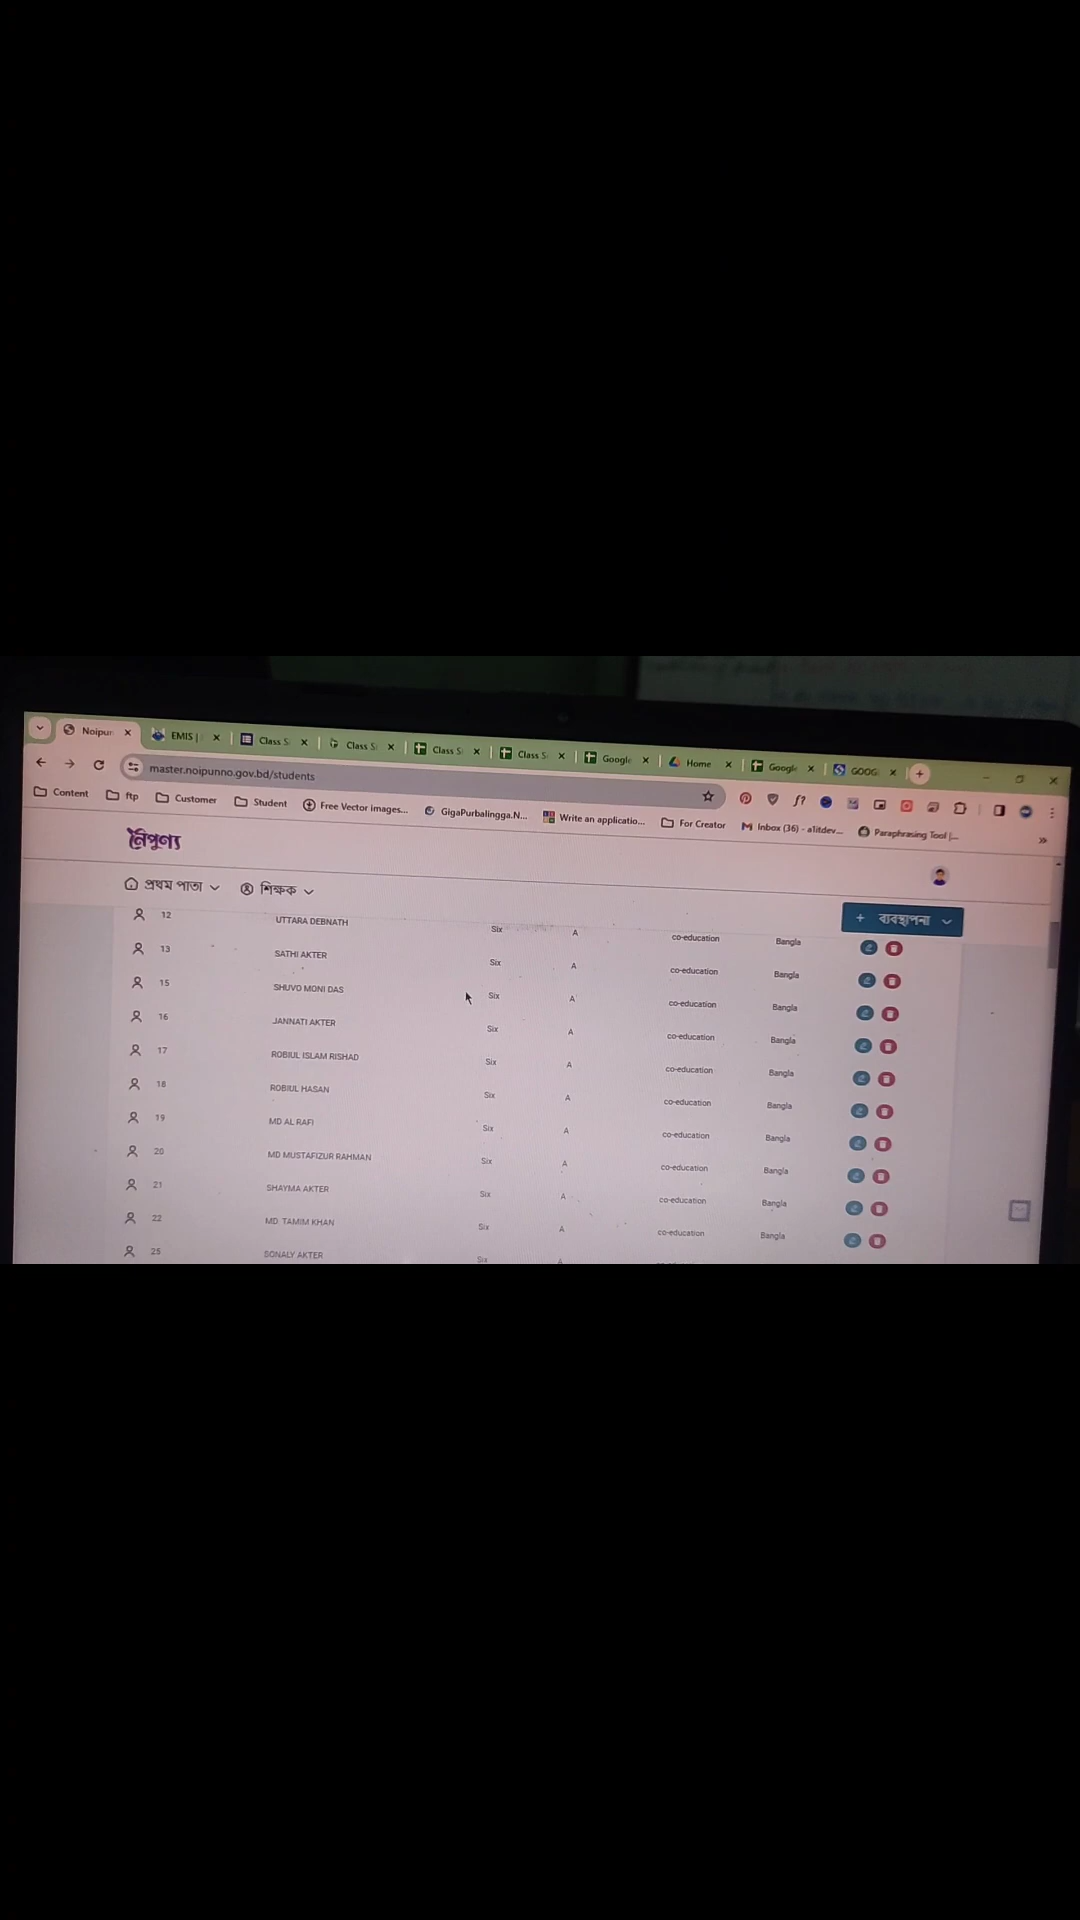 Noipun
EMIS |
Class S
Class S
Class S
Class S
Google
Home
Google
GOOG
master.noipunno.gov.bd/students
Content ftp Customer Student Free Vector images... GigaPurbalingga.N... Write an applicatio... For Creator Inbox (36) - a1itdev... Paraphrasing Tool |...
নৈপুণ্য
প্রথম পাতা শিক্ষক
+ ব্যবস্থাপনা
12 UTTARA DEBNATH Six A co-education Bangla
13 SATHI AKTER Six A co-education Bangla
15 SHUVO MONI DAS Six A co-education Bangla
16 JANNATI AKTER Six A co-education Bangla
17 ROBIUL ISLAM RISHAD Six A co-education Bangla
18 ROBIUL HASAN Six A co-education Bangla
19 MD AL RAFI Six A co-education Bangla
20 MD MUSTAFIZUR RAHMAN Six A co-education Bangla
21 SHAYMA AKTER Six A co-education Bangla
22 MD. TAMIM KHAN Six A co-education Bangla
25 SONALY AKTER Six A